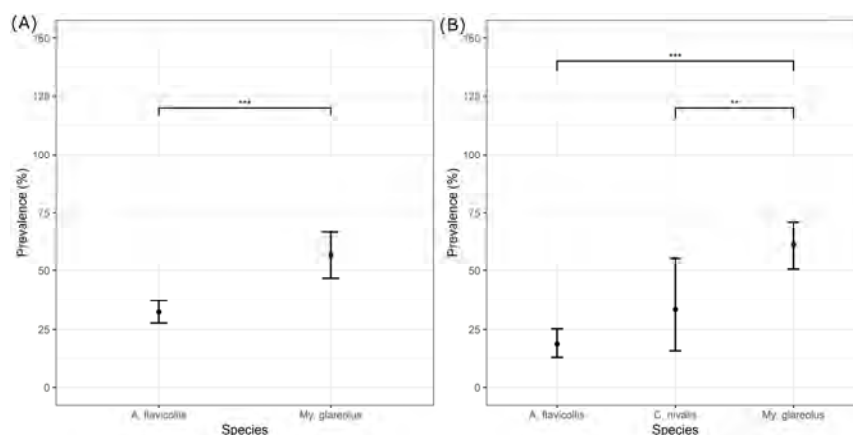 (A)
150
125
100
75
50
25
0
Prevalence (%)
***
A. flavicollis
My. glareolus
Species
(B)
150
125
100
75
50
25
0
Prevalence (%)
***
**
A. flavicollis
C. nivalis
My. glareolus
Species